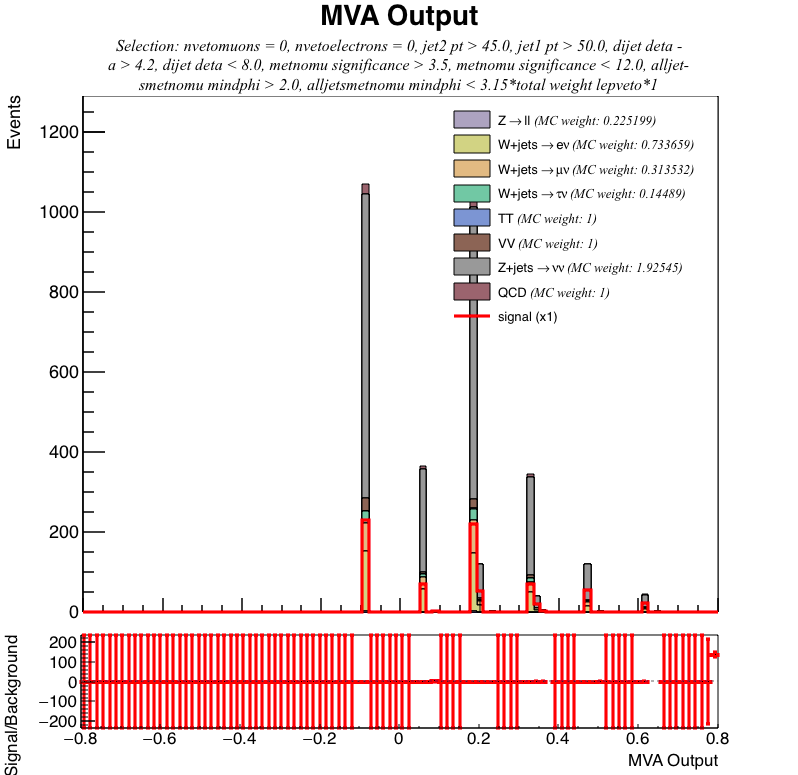 MVA Output
Selection: nvetomuons = 0, nvetoelectrons = 0, jet2 pt > 45.0, jet1 pt > 50.0, dijet deta -
a > 4.2, dijet deta < 8.0, metnomu significance > 3.5, metnomu significance < 12.0, alljet-
smetnomu mindphi > 2.0, alljetsmetnomu mindphi < 3.15*total weight lepveto*1
Events
1200
1000
800
600
400
200
0
Z→ll (MC weight: 0.225199)
W+jets→eν (MC weight: 0.733659)
W+jets→μν (MC weight: 0.313532)
W+jets→τν (MC weight: 0.14489)
TT (MC weight: 1)
VV (MC weight: 1)
Z+jets→νν (MC weight: 1.92545)
QCD (MC weight: 1)
signal (x1)
Signal/Background
200
100
0
−100
−200
−0.8 −0.6 −0.4 −0.2 0 0.2 0.4 0.6 0.8
MVA Output